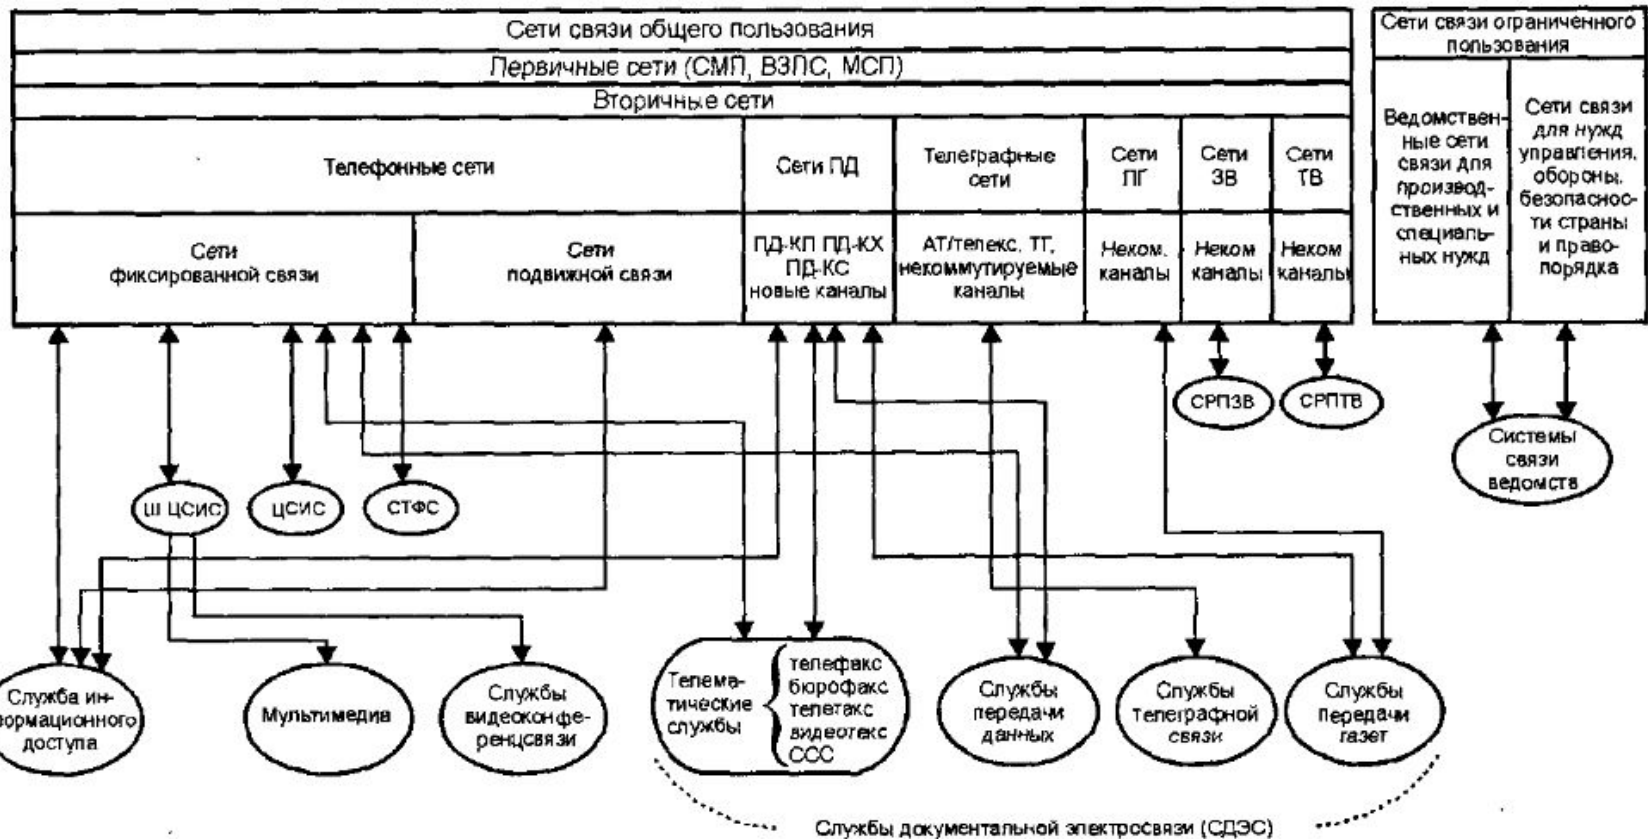 Сети связи общего пользования
Первичные сети (СМП, ВЗПС, МСП)
Вторичные сети
Телефонные сети
Сети ПД
Телеграфные
сети
Сети
ПГ
Сети
ЗВ
Сети
ТВ
Сети
фиксированной связи
Сети
подвижной связи
ПД-КП ПД-КХ
ПД-КС
новые каналы
АТ/телекс, ТГ,
некоммутируемые
каналы
Неком.
каналы
Неком
каналы
Неком
каналы
Сети связи ограниченного
пользования
Ведомствен-
ные сети
связи для
производ-
ственных и
специаль-
ных нужд
Сети связи
для нужд
управления,
обороны,
безопаснос-
ти страны
и право-
порядка
СРПЗВ
СРПТВ
Системы
связи
ведомств
Ш ЦСИС
ЦСИС
СТФС
Служба ин-
формационного
доступа
Мультимедиа
Службы
видеоконфе-
ренцсвязи
Телема-
тические
службы
телефакс
бюрофакс
телетакс
видеотекс
ССС
Службы
передачи
данных
Службы
телеграфной
связи
Службы
передачи
газет
Службы документальной электросвязи (СДЭС)